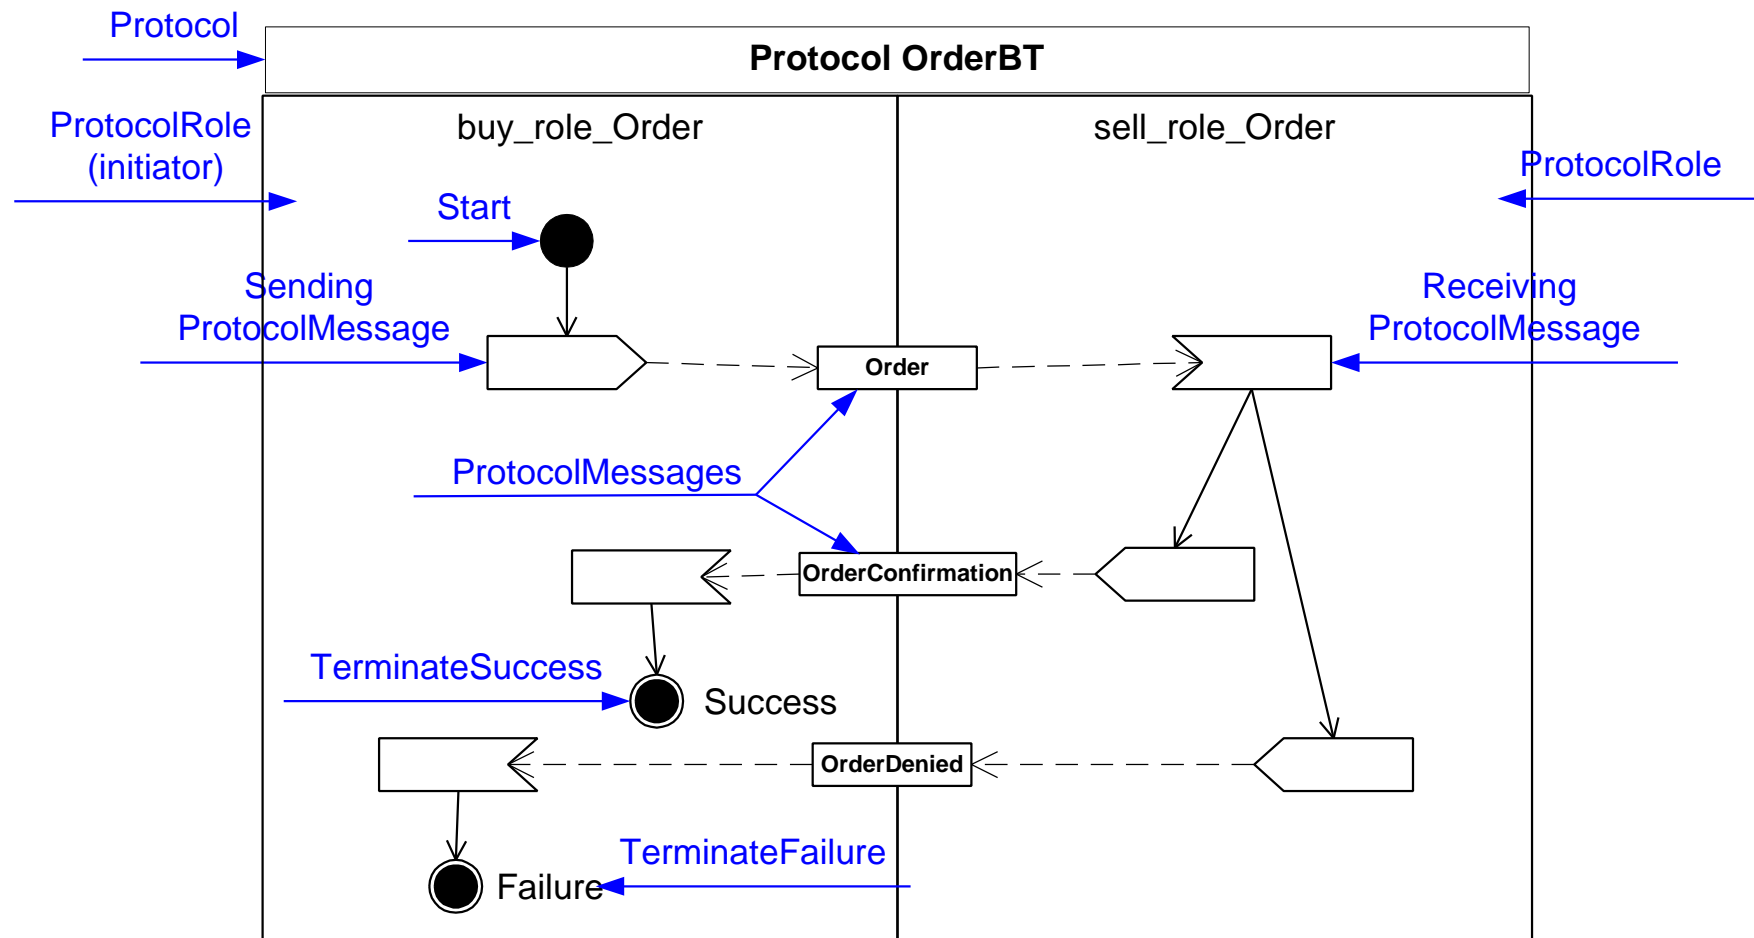 Protocol
Protocol OrderBT
ProtocolRole
(initiator)
buy_role_Order
sell_role_Order
ProtocolRole
Start
Sending
ProtocolMessage
Receiving
ProtocolMessage
Order
ProtocolMessages
OrderConfirmation
TerminateSuccess
Success
OrderDenied
TerminateFailure
Failure